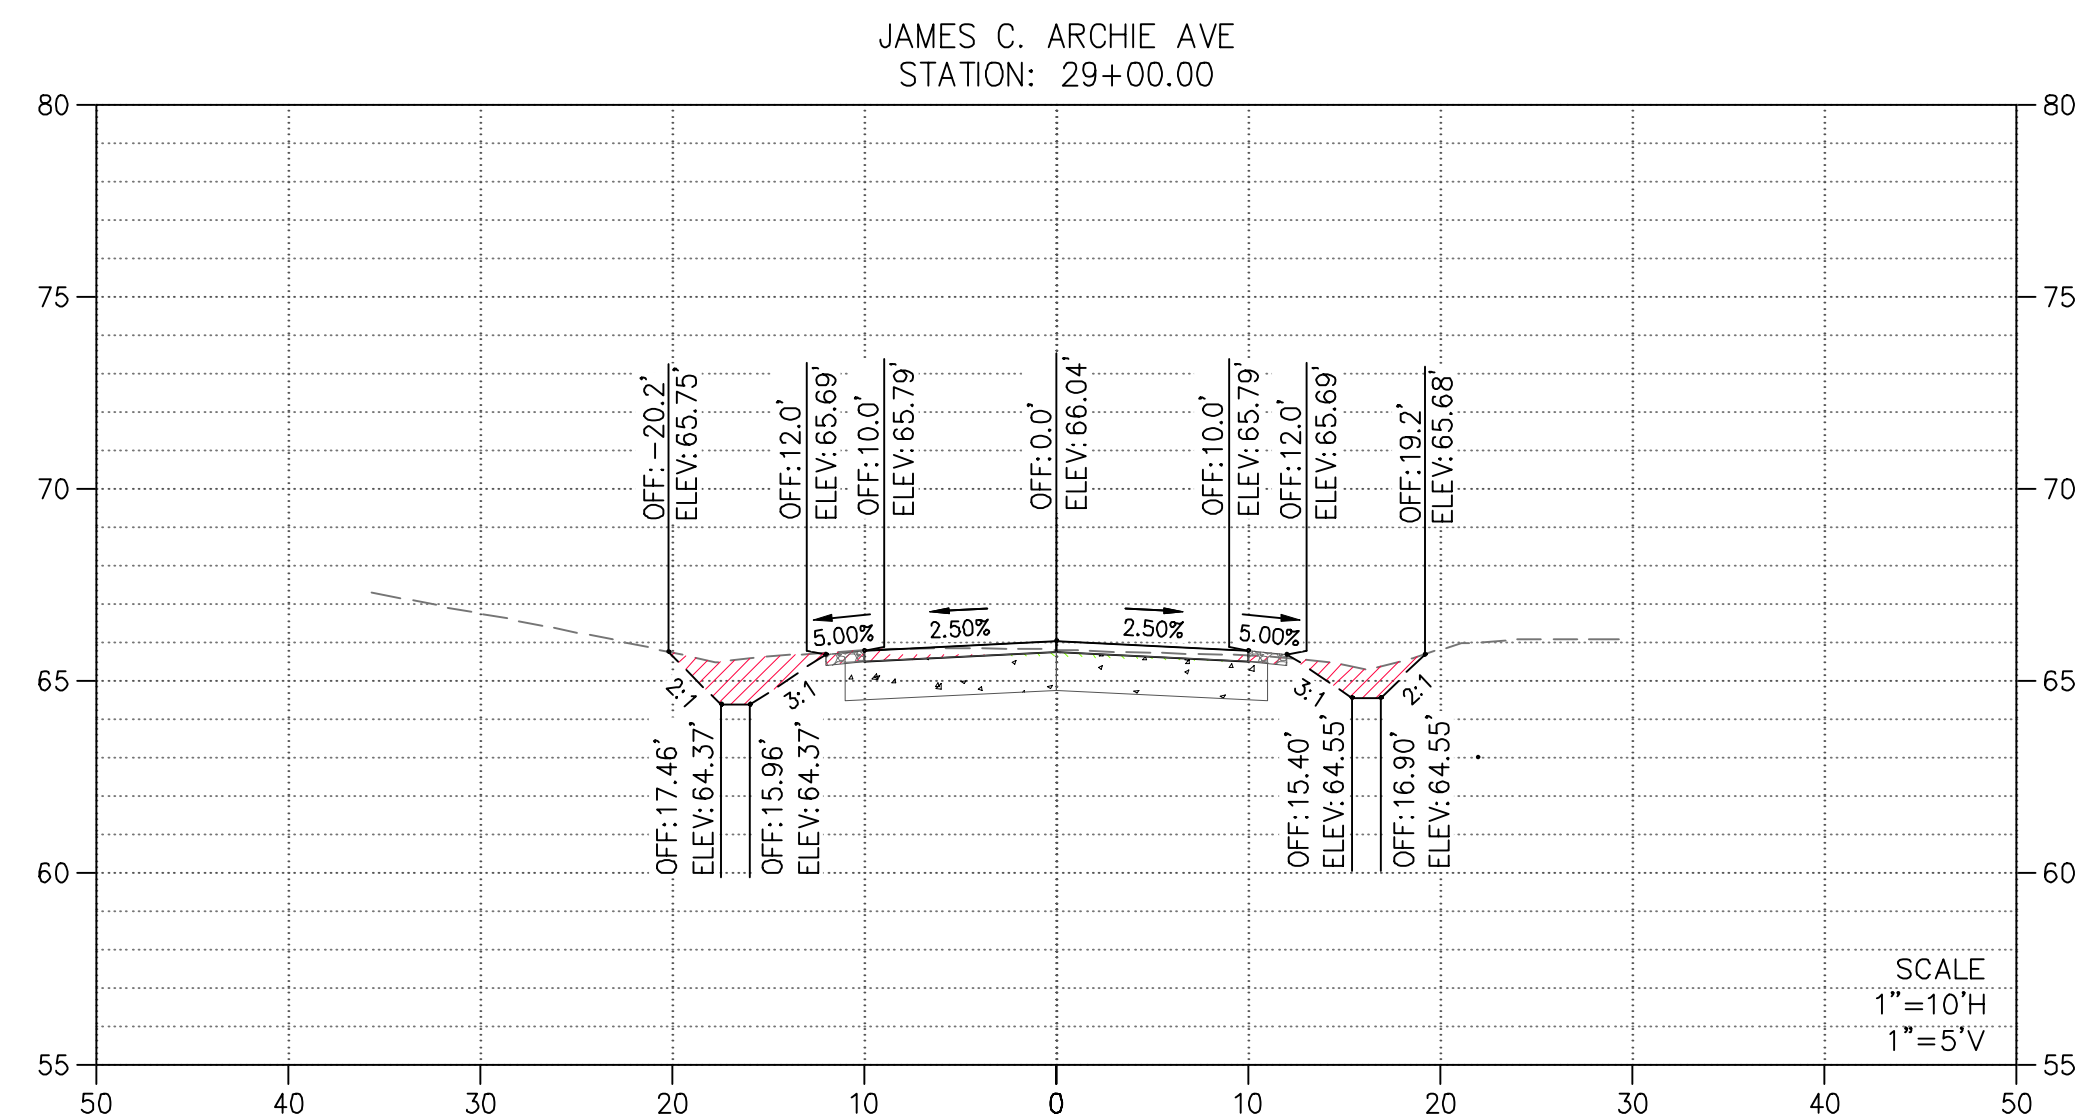 JAMES C. ARCHIE AVE
STATION: 29+00.00
80
80
75
75
70
70
65
65
60
60
55
55
OFF:-20.2'
ELEV:65.75'
OFF:12.0'
ELEV:65.69'
OFF:10.0'
ELEV:65.79'
OFF:0.0'
ELEV:66.04'
OFF:10.0'
ELEV:65.79'
OFF:12.0'
ELEV:65.69'
OFF:19.2'
ELEV:65.68'
5.00%
2.50%
2.50%
5.00%
2:1
3:1
3:1
2:1
OFF:17.46'
ELEV:64.37'
OFF:15.96'
ELEV:64.37'
OFF:15.40'
ELEV:64.55'
OFF:16.90'
ELEV:64.55'
SCALE
1"=10'H
1"=5'V
50
40
30
20
10
0
10
20
30
40
50